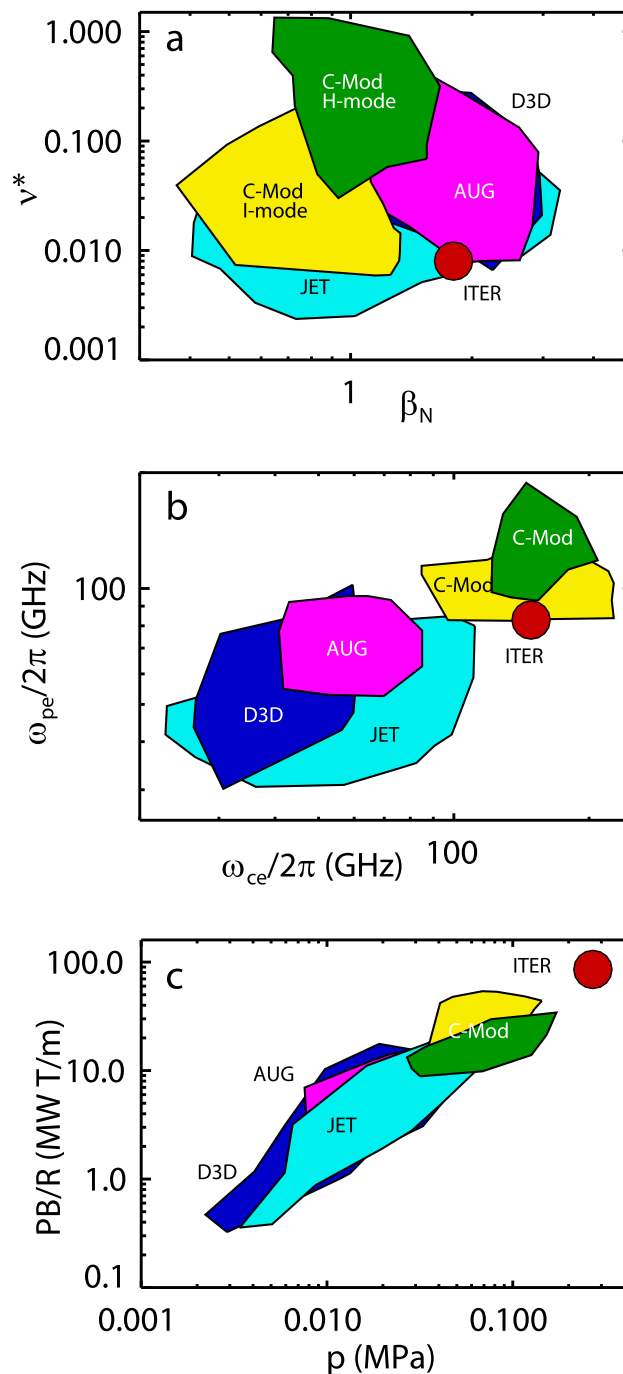 a
1.000
0.100
0.010
0.001
ν*
C-Mod
H-mode
D3D
C-Mod
I-mode
AUG
JET
ITER
1
β_N
b
100
ω_pe/2π (GHz)
C-Mod
C-Mod
AUG
ITER
D3D
JET
100
ω_ce/2π (GHz)
c
100.0
10.0
1.0
0.1
PB/R (MW T/m)
ITER
C-Mod
AUG
JET
D3D
0.001
0.010
0.100
p (MPa)